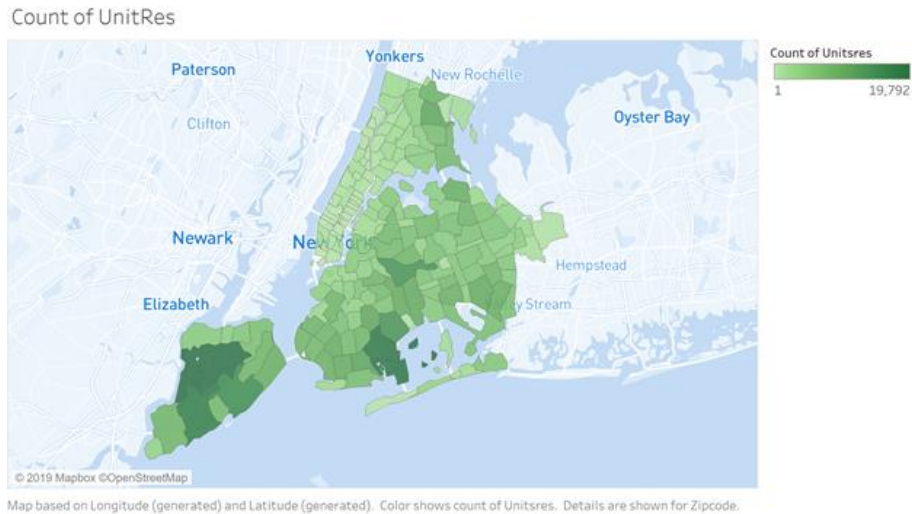 Count of UnitRes
Yonkers
Paterson
New Rochelle
Clifton
Oyster Bay
Newark
New York
Hempstead
Elizabeth
y Stream
© 2019 Mapbox ©OpenStreetMap
Count of Unitsres
1 19,792
Map based on Longitude (generated) and Latitude (generated). Color shows count of Unitsres. Details are shown for Zipcode.